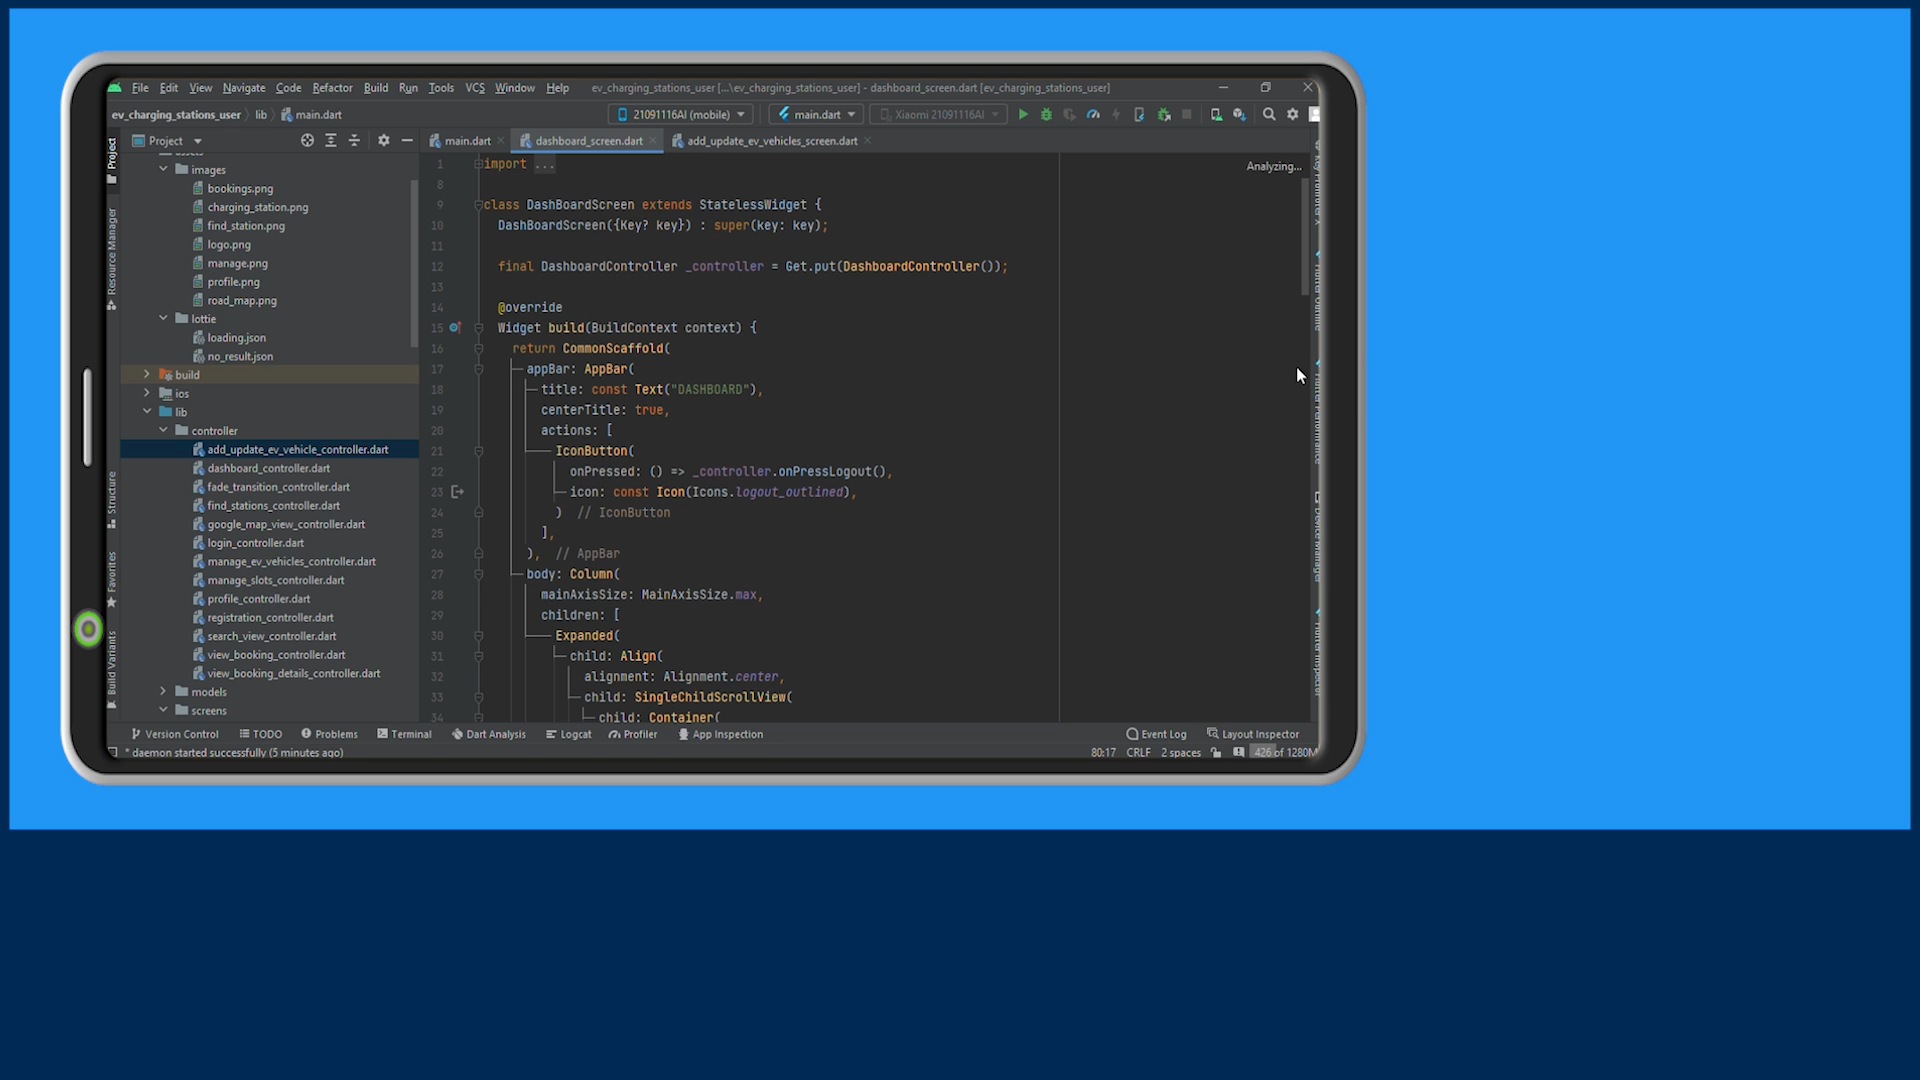 File Edit View Navigate Code Refactor Build Run Tools VCS Window Help ev_charging_stations_user [...\ev_charging_stations_user] - dashboard_screen.dart [ev_charging_stations_user]
ev_charging_stations_user lib main.dart 21091116AI (mobile) main.dart Xiaomi 21091116AI
Project main.dart dashboard_screen.dart add_update_ev_vehicles_screen.dart
Project
Resource Manager
Structure
Favorites
Build Variants
images
bookings.png
charging_station.png
find_station.png
logo.png
manage.png
profile.png
road_map.png
lottie
loading.json
no_result.json
build
ios
lib
controller
add_update_ev_vehicle_controller.dart
dashboard_controller.dart
fade_transition_controller.dart
find_stations_controller.dart
google_map_view_controller.dart
login_controller.dart
manage_ev_vehicles_controller.dart
manage_slots_controller.dart
profile_controller.dart
registration_controller.dart
search_view_controller.dart
view_booking_controller.dart
view_booking_details_controller.dart
models
screens
Analyzing...
1 import ...
8
9 class DashBoardScreen extends StatelessWidget {
10 DashBoardScreen({Key? key}) : super(key: key);
11
12 final DashboardController _controller = Get.put(DashboardController());
13
14 @override
15 Widget build(BuildContext context) {
16 return CommonScaffold(
17 appBar: AppBar(
18 title: const Text("DASHBOARD"),
19 centerTitle: true,
20 actions: [
21 IconButton(
22 onPressed: () => _controller.onPressLogout(),
23 icon: const Icon(Icons.logout_outlined),
24 ) // IconButton
25 ],
26 ), // AppBar
27 body: Column(
28 mainAxisSize: MainAxisSize.max,
29 children: [
30 Expanded(
31 child: Align(
32 alignment: Alignment.center,
33 child: SingleChildScrollView(
34 child: Container(
Version Control TODO Problems Terminal Dart Analysis Logcat Profiler App Inspection Event Log Layout Inspector
* daemon started successfully (5 minutes ago) 80:17 CRLF 2 spaces 426 of 1280M